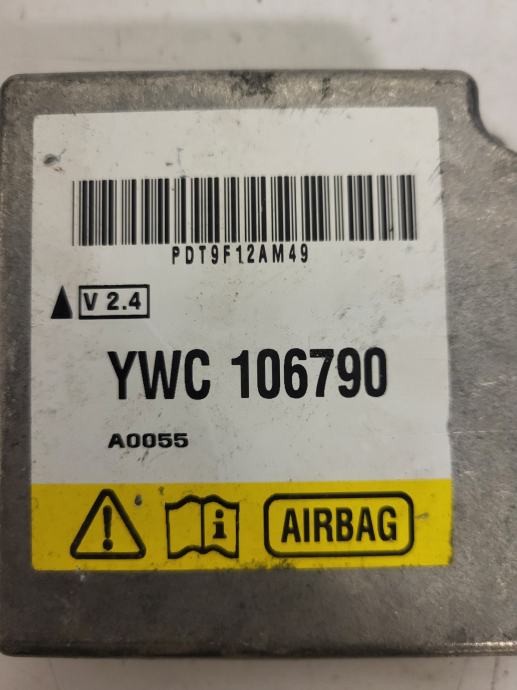 PDT9F12AM49
V 2.4
YWC 106790
A0055
i AIRBAG